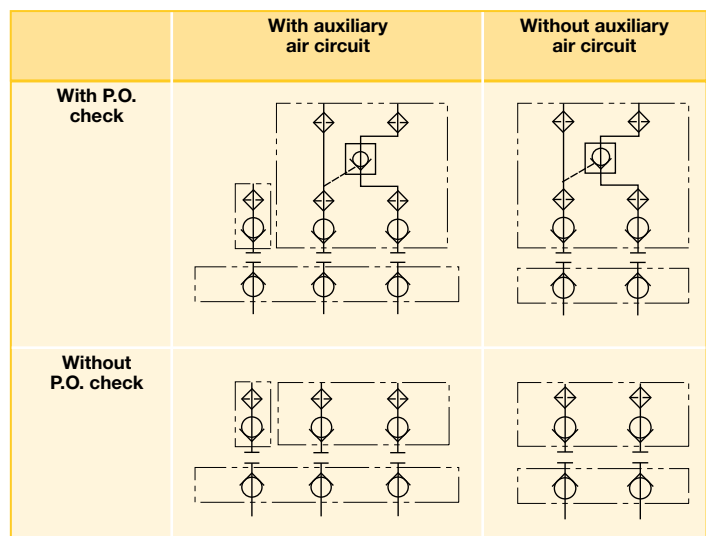 With auxiliary
air circuit
Without auxiliary
air circuit
With P.O.
check
Without
P.O. check